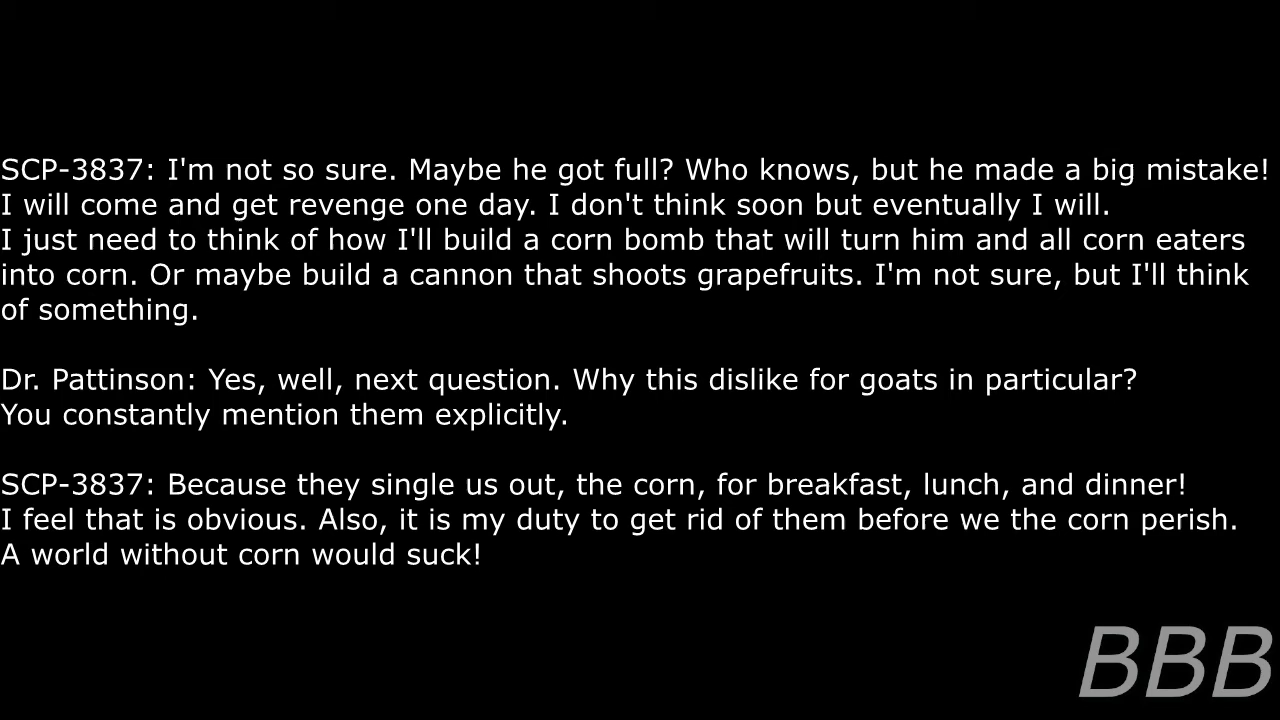 SCP-3837: I'm not so sure. Maybe he got full? Who knows, but he made a big mistake!
I will come and get revenge one day. I don't think soon but eventually I will.
I just need to think of how I'll build a corn bomb that will turn him and all corn eaters
into corn. Or maybe build a cannon that shoots grapefruits. I'm not sure, but I'll think
of something.
Dr. Pattinson: Yes, well, next question. Why this dislike for goats in particular?
You constantly mention them explicitly.
SCP-3837: Because they single us out, the corn, for breakfast, lunch, and dinner!
I feel that is obvious. Also, it is my duty to get rid of them before we the corn perish.
A world without corn would suck!
BBB